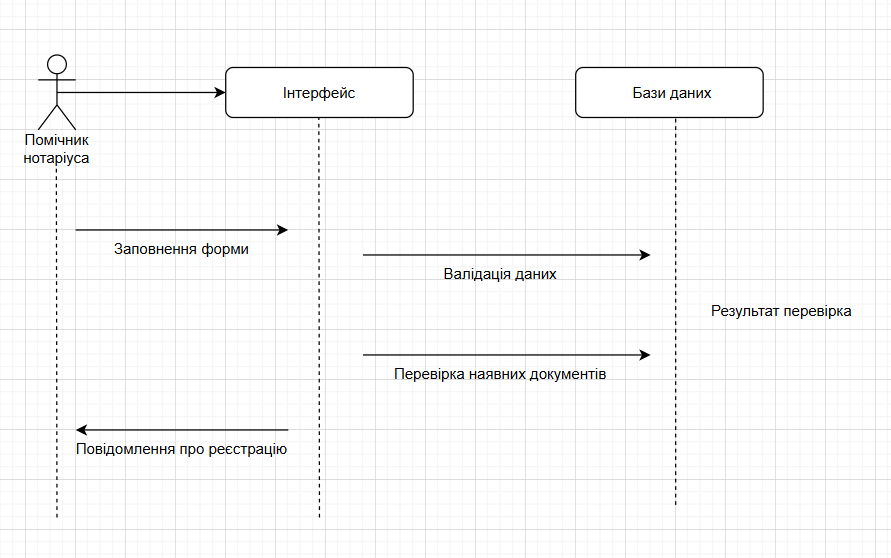 Інтерфейс
Бази даних
Помічник
нотаріуса
Заповнення форми
Валідація даних
Результат перевірка
Перевірка наявних документів
Повідомлення про реєстрацію